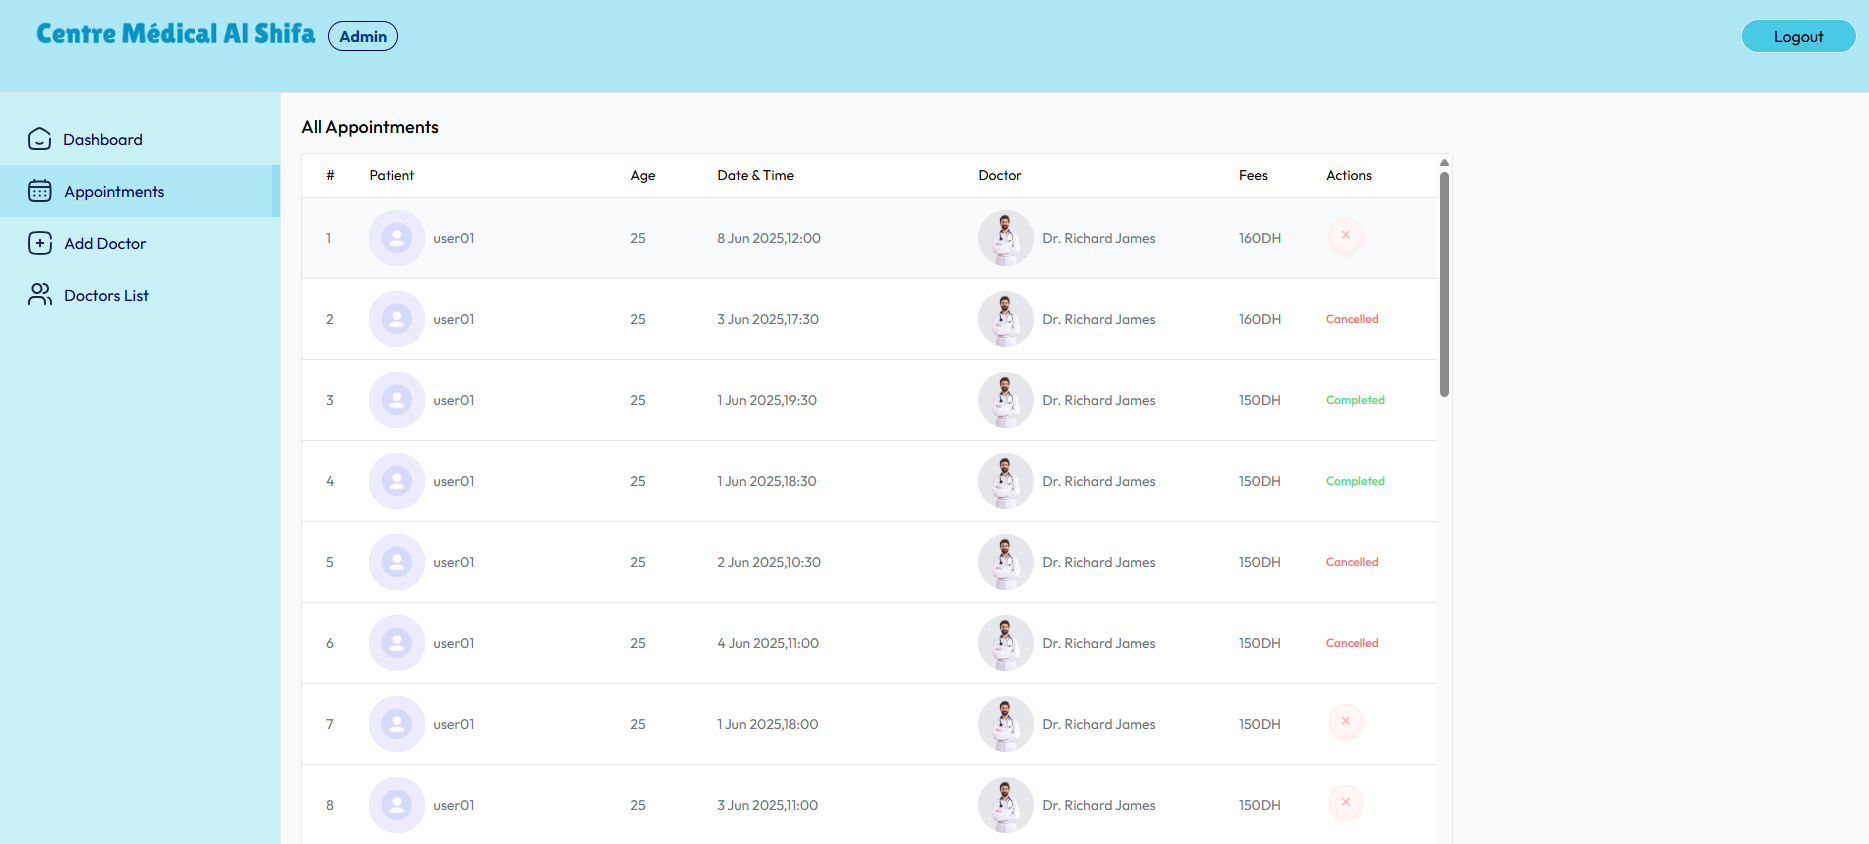 Centre Médical Al Shifa Admin Logout
Dashboard
Appointments
Add Doctor
Doctors List
All Appointments
# Patient Age Date & Time Doctor Fees Actions
1 user01 25 8 Jun 2025,12:00 Dr. Richard James 160DH
2 user01 25 3 Jun 2025,17:30 Dr. Richard James 160DH Cancelled
3 user01 25 1 Jun 2025,19:30 Dr. Richard James 150DH Completed
4 user01 25 1 Jun 2025,18:30 Dr. Richard James 150DH Completed
5 user01 25 2 Jun 2025,10:30 Dr. Richard James 150DH Cancelled
6 user01 25 4 Jun 2025,11:00 Dr. Richard James 150DH Cancelled
7 user01 25 1 Jun 2025,18:00 Dr. Richard James 150DH
8 user01 25 3 Jun 2025,11:00 Dr. Richard James 150DH